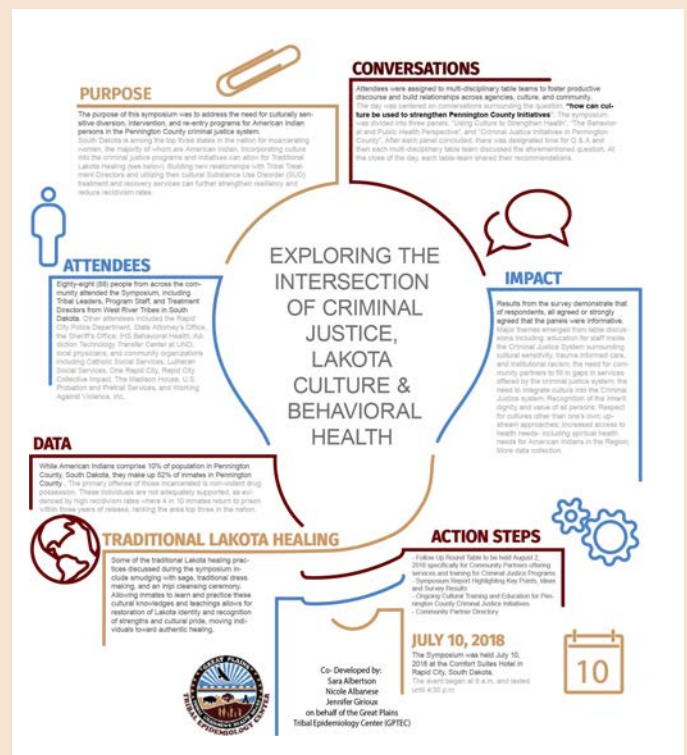 PURPOSE
The purpose of this symposium was to address the need for culturally sen-
sitive diversion, intervention, and re-entry programs for American Indian
persons in the Pennington County criminal justice system.
South Dakota is among the top three states in the nation for incarcerating
women, the majority of whom are American Indian. Incorporating culture
into the criminal justice programs and initiatives can allow for Traditional
Lakota Healing (see below). Building new relationships with Tribal Treat-
ment Directors and utilizing their cultural Substance Use Disorder (SUD)
treatment and recovery services can further strengthen resiliency and
reduce recidivism rates.
CONVERSATIONS
Attendees were assigned to multi-disciplinary table teams to foster productive
discourse and build relationships across agencies, culture, and community.
The day was centered on conversations surrounding the question, "how can cul-
ture be used to strengthen Pennington County Initiatives". The symposium
was divided into three panels, "Using Culture to Strengthen Health", "The Behavior-
al and Public Health Perspective", and "Criminal Justice Initiatives in Pennington
County". After each panel concluded, there was designated time for Q & A and
then each multi-disciplinary table team discussed the aforementioned question. At
the close of the day, each table-team shared their recommendations.
ATTENDEES
Eighty-eight (88) people from across the com-
munity attended the Symposium, including
Tribal Leaders, Program Staff, and Treatment
Directors from West River Tribes in South
Dakota. Other attendees included the Rapid
City Police Department, State Attorney's Office,
the Sheriff's Office, IHS Behavioral Health, Ad-
diction Technology Transfer Center at UND,
local physicians, and community organizations
including Catholic Social Services, Lutheran
Social Services, One Rapid City, Rapid City
Collective Impact, The Madison House, U.S.
Probation and Pretrial Services, and Working
Against Violence, Inc.
EXPLORING THE
INTERSECTION
OF CRIMINAL
JUSTICE,
LAKOTA
CULTURE &
BEHAVIORAL
HEALTH
IMPACT
Results from the survey demonstrate that
of respondents, all agreed or strongly
agreed that the panels were informative.
Major themes emerged from table discus-
sions including: education for staff inside
the Criminal Justice System surrounding
cultural sensitivity, trauma informed care,
and institutional racism; the need for com-
munity partners to fill in gaps in services
offered by the criminal justice system; the
need to integrate culture into the Criminal
Justice system; Recognition of the inherit
dignity and value of all persons; Respect
for cultures other than one's own; up-
stream approaches; Increased access to
health needs- including spiritual health
needs for American Indians in the Region;
More data collection.
DATA
While American Indians comprise 10% of population in Pennington
County, South Dakota, they make up 52% of inmates in Pennington
County . The primary offense of those incarcerated is non-violent drug
possession. These individuals are not adequately supported, as evi-
denced by high recidivism rates where 4 in 10 inmates return to prison
within three years of release, ranking the area top three in the nation.
TRADITIONAL LAKOTA HEALING
Some of the traditional Lakota healing prac-
tices discussed during the symposium in-
clude smudging with sage, traditional dress
making, and an inipi cleansing ceremony.
Allowing inmates to learn and practice these
cultural knowledges and teachings allows for
restoration of Lakota identity and recognition
of strengths and cultural pride, moving indi-
viduals toward authentic healing.
ACTION STEPS
- Follow Up Round Table to be held August 2,
2018 specifically for Community Partners offering
services and training for Criminal Justice Programs
- Symposium Report Highlighting Key Points, Ideas
and Survey Results
- Ongoing Cultural Training and Education for Pen-
nington County Criminal Justice Initiatives
- Community Partner Directory
JULY 10, 2018
The Symposium was held July 10,
2018 at the Comfort Suites Hotel in
Rapid City, South Dakota.
The event began at 9 a.m. and lasted
until 4:30 p.m
10
GREAT PLAINS
TRIBAL EPIDEMIOLOGY CENTER
Co- Developed by:
Sara Albertson
Nicole Albanese
Jennifer Girioux
on behalf of the Great Plains
Tribal Epidemiology Center (GPTEC)